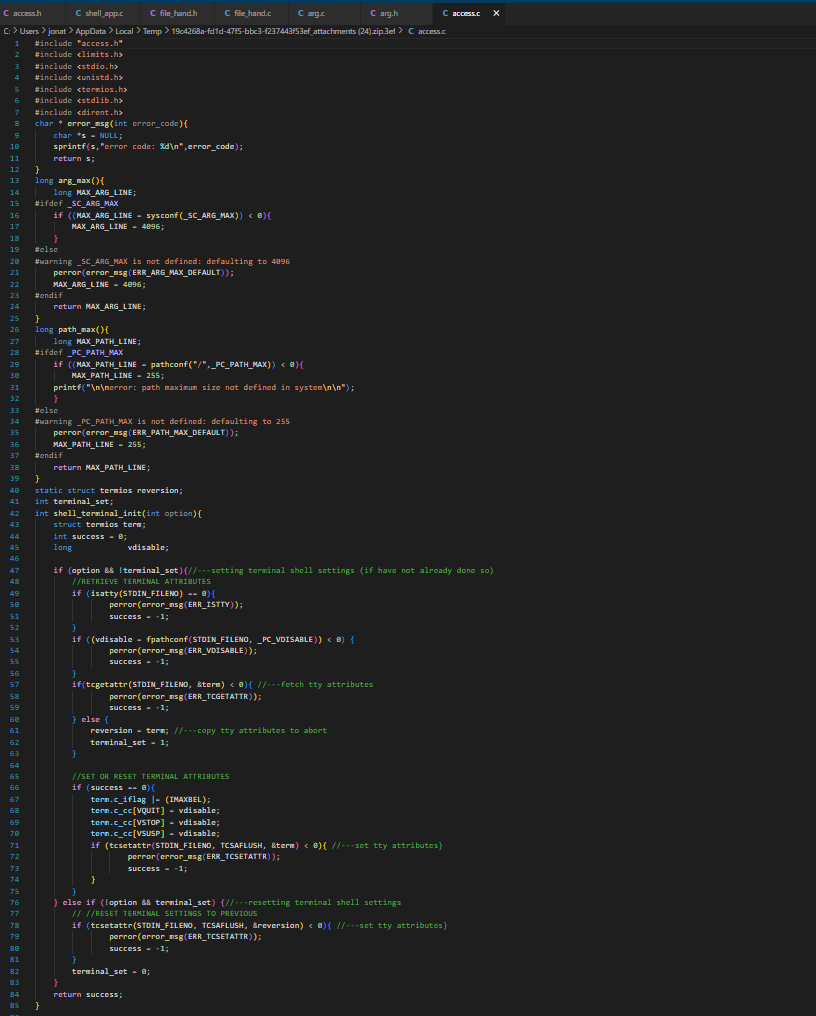 C access.h C shell_app.c C file_hand.h C file_hand.c C arg.c C arg.h C access.c ×
C: > Users > jonat > AppData > Local > Temp > 19c4268a-fd1d-47f5-bbc3-f237443f53ef_attachments (24).zip.3ef > C access.c
1 #include "access.h"
2 #include <limits.h>
3 #include <stdio.h>
4 #include <unistd.h>
5 #include <termios.h>
6 #include <stdlib.h>
7 #include <dirent.h>
8 char * error_msg(int error_code){
9 char *s = NULL;
10 sprintf(s,"error code: %d\n",error_code);
11 return s;
12 }
13 long arg_max(){
14 long MAX_ARG_LINE;
15 #ifdef _SC_ARG_MAX
16 if ((MAX_ARG_LINE = sysconf(_SC_ARG_MAX)) < 0){
17 MAX_ARG_LINE = 4096;
18 }
19 #else
20 #warning _SC_ARG_MAX is not defined: defaulting to 4096
21 perror(error_msg(ERR_ARG_MAX_DEFAULT));
22 MAX_ARG_LINE = 4096;
23 #endif
24 return MAX_ARG_LINE;
25 }
26 long path_max(){
27 long MAX_PATH_LINE;
28 #ifdef _PC_PATH_MAX
29 if ((MAX_PATH_LINE = pathconf("/",_PC_PATH_MAX)) < 0){
30 MAX_PATH_LINE = 255;
31 printf("\n\nerror: path maximum size not defined in system\n\n");
32 }
33 #else
34 #warning _PC_PATH_MAX is not defined: defaulting to 255
35 perror(error_msg(ERR_PATH_MAX_DEFAULT));
36 MAX_PATH_LINE = 255;
37 #endif
38 return MAX_PATH_LINE;
39 }
40 static struct termios reversion;
41 int terminal_set;
42 int shell_terminal_init(int option){
43 struct termios term;
44 int success = 0;
45 long vdisable;
46
47 if (option && !terminal_set){//---setting terminal shell settings (if have not already done so)
48 //RETRIEVE TERMINAL ATTRIBUTES
49 if (isatty(STDIN_FILENO) == 0){
50 perror(error_msg(ERR_ISTTY));
51 success = -1;
52 }
53 if ((vdisable = fpathconf(STDIN_FILENO, _PC_VDISABLE)) < 0) {
54 perror(error_msg(ERR_VDISABLE));
55 success = -1;
56 }
57 if(tcgetattr(STDIN_FILENO, &term) < 0){ //---fetch tty attributes
58 perror(error_msg(ERR_TCGETATTR));
59 success = -1;
60 } else {
61 reversion = term; //---copy tty attributes to abort
62 terminal_set = 1;
63 }
64
65 //SET OR RESET TERMINAL ATTRIBUTES
66 if (success == 0){
67 term.c_iflag |= (IMAXBEL);
68 term.c_cc[VQUIT] = vdisable;
69 term.c_cc[VSTOP] = vdisable;
70 term.c_cc[VSUSP] = vdisable;
71 if (tcsetattr(STDIN_FILENO, TCSAFLUSH, &term) < 0){ //---set tty attributes}
72 perror(error_msg(ERR_TCSETATTR));
73 success = -1;
74 }
75 }
76 } else if (!option && terminal_set) {//---resetting terminal shell settings
77 // //RESET TERMINAL SETTINGS TO PREVIOUS
78 if (tcsetattr(STDIN_FILENO, TCSAFLUSH, &reversion) < 0){ //---set tty attributes}
79 perror(error_msg(ERR_TCSETATTR));
80 success = -1;
81 }
82 terminal_set = 0;
83 }
84 return success;
85 }